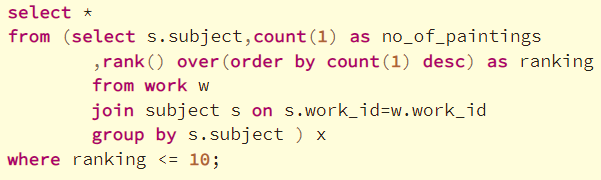 select *
from (select s.subject,count(1) as no_of_paintings
,rank() over(order by count(1) desc) as ranking
from work w
join subject s on s.work_id=w.work_id
group by s.subject ) x
where ranking <= 10;